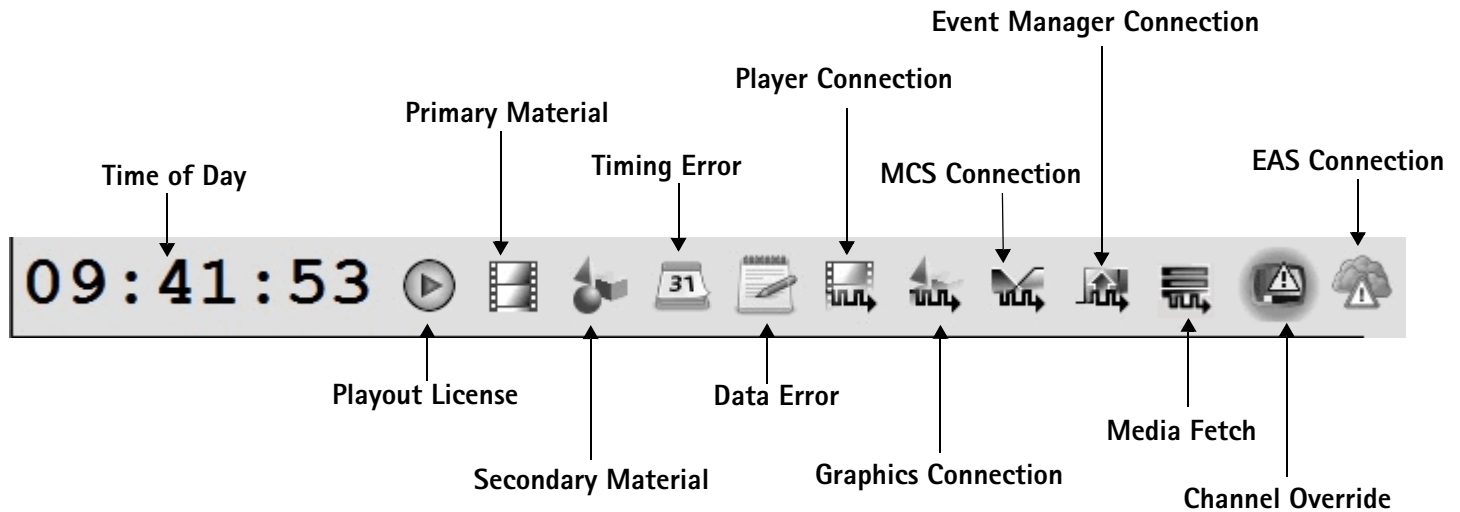 Event Manager Connection
Player Connection
Primary Material
Timing Error
EAS Connection
MCS Connection
Time of Day
09:41:53
31
Playout License
Data Error
Media Fetch
Graphics Connection
Secondary Material
Channel Override